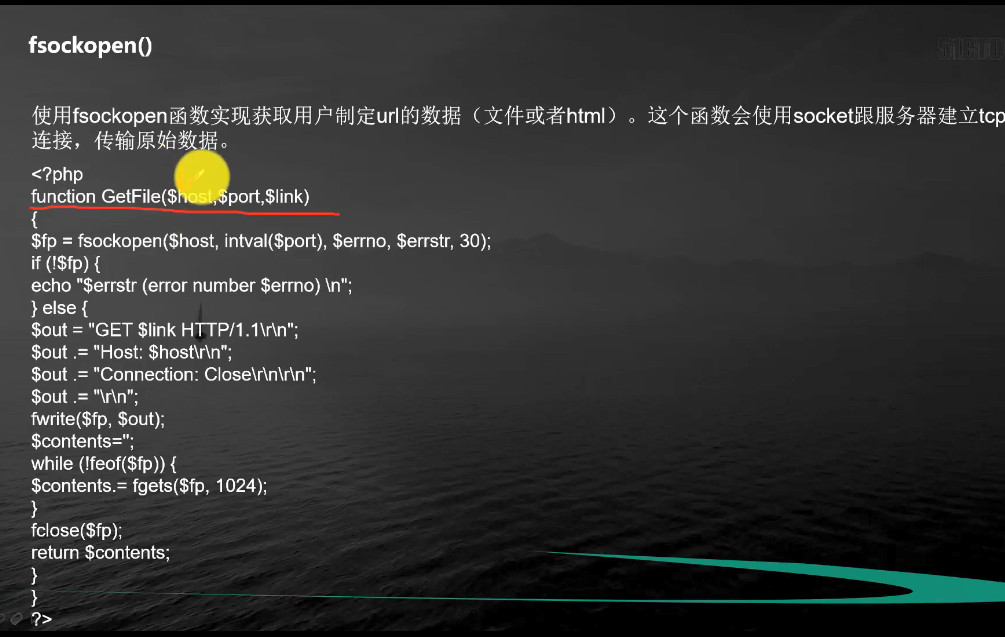 fsockopen()
使用fsockopen函数实现获取用户制定url的数据（文件或者html）。这个函数会使用socket跟服务器建立tcp
连接，传输原始数据。
<?php
function GetFile($host,$port,$link)
{
$fp = fsockopen($host, intval($port), $errno, $errstr, 30);
if (!$fp) {
echo "$errstr (error number $errno) \n";
} else {
$out = "GET $link HTTP/1.1\r\n";
$out .= "Host: $host\r\n";
$out .= "Connection: Close\r\n\r\n";
$out .= "\r\n";
fwrite($fp, $out);
$contents='';
while (!feof($fp)) {
$contents.= fgets($fp, 1024);
}
fclose($fp);
return $contents;
}
}
?>